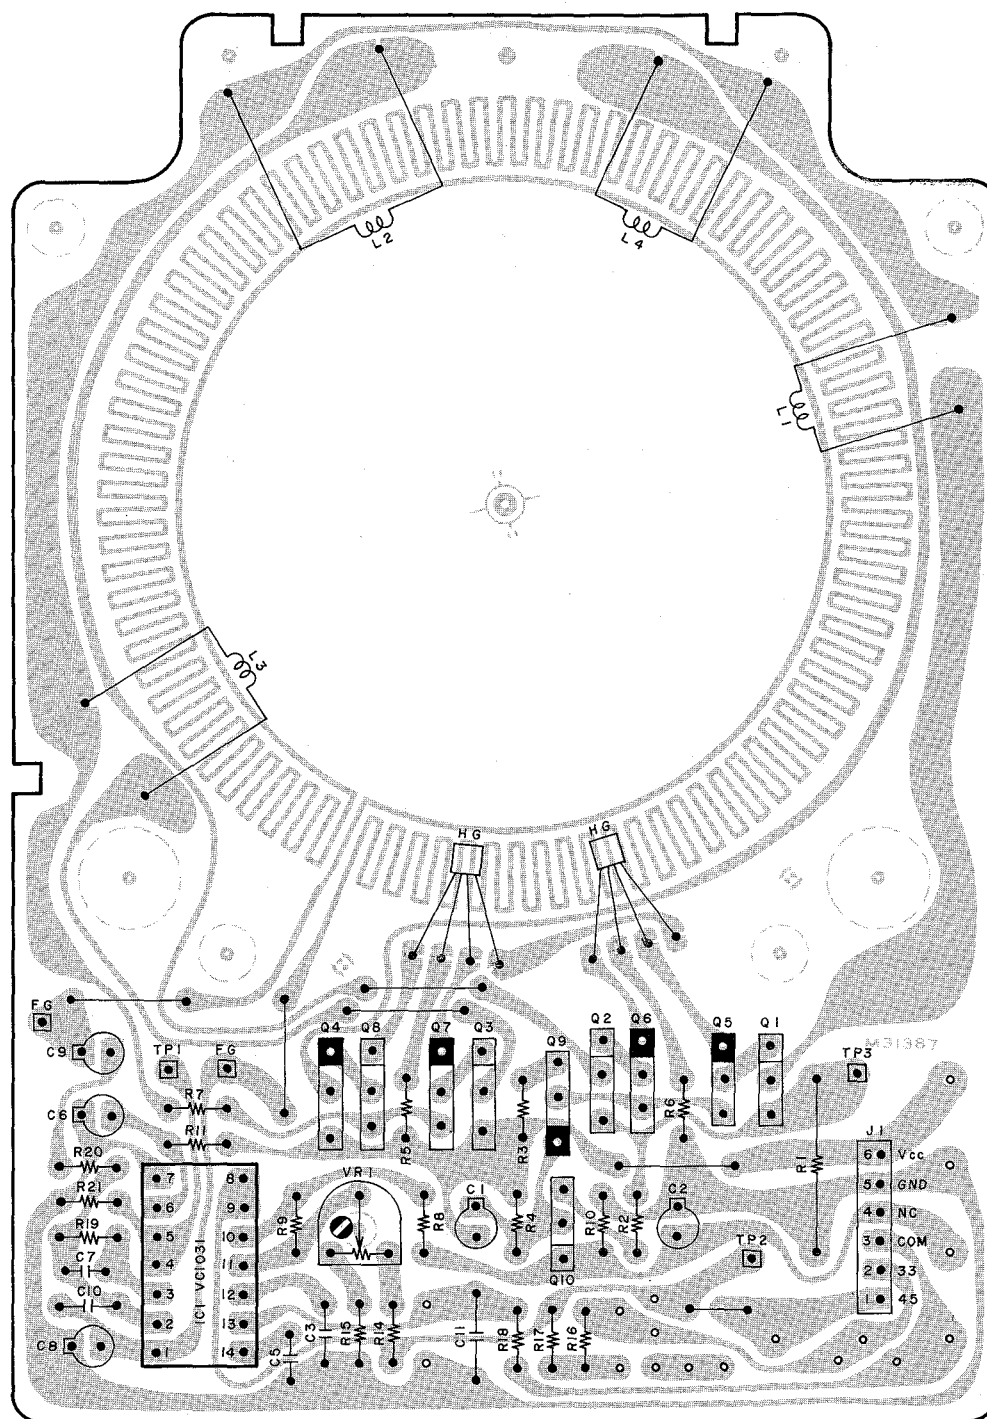 L2
L4
L1
L3
HG
HG
FG
C9
TP1
FG
Q4
Q8
Q7
Q3
Q9
Q2
Q6
Q5
Q1
M31387
TP3
R7
C6
R11
R5
R3
R6
R1
J1
R20
7
8
6 Vcc
R21
6
9
5 GND
R19
5
10
4 NC
C7
4
11
3 COM
C10
3
12
2 33
2
13
1 45
C8
1
14
IC1 VC1031
R9
VR1
R8
C1
R4
R10
R2
C2
TP2
Q10
C5
C3
R15
R14
C11
R18
R17
R16